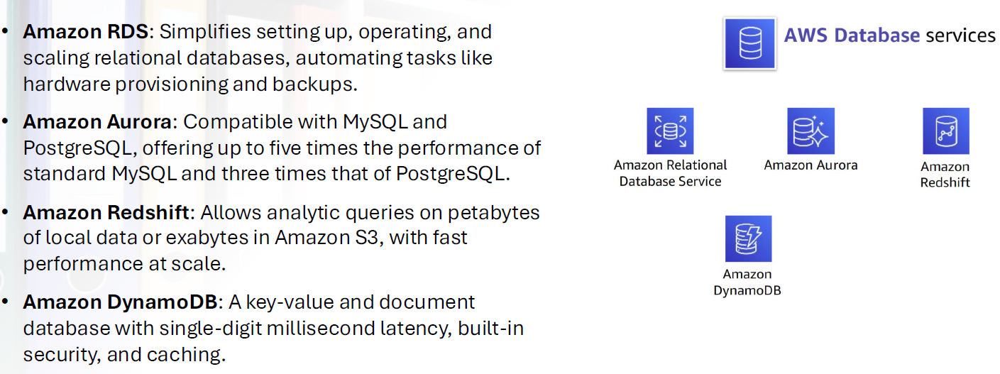 • Amazon RDS: Simplifies setting up, operating, and
scaling relational databases, automating tasks like
hardware provisioning and backups.
• Amazon Aurora: Compatible with MySQL and
PostgreSQL, offering up to five times the performance of
standard MySQL and three times that of PostgreSQL.
• Amazon Redshift: Allows analytic queries on petabytes
of local data or exabytes in Amazon S3, with fast
performance at scale.
• Amazon DynamoDB: A key-value and document
database with single-digit millisecond latency, built-in
security, and caching.
AWS Database services
Amazon Relational
Database Service
Amazon Aurora
Amazon
Redshift
Amazon
DynamoDB